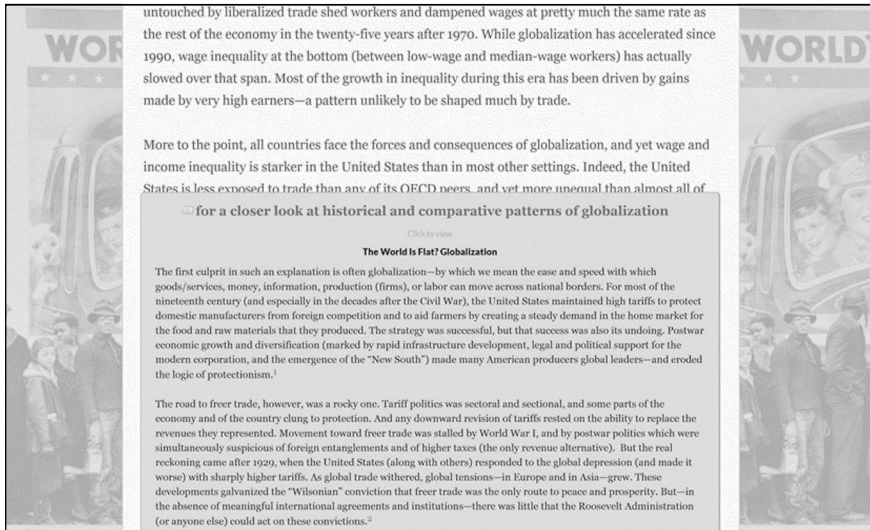 WOR
WORLD'
untouched by liberalized trade shed workers and dampened wages at pretty much the same rate as
the rest of the economy in the twenty-five years after 1970. While globalization has accelerated since
1990, wage inequality at the bottom (between low-wage and median-wage workers) has actually
slowed over that span. Most of the growth in inequality during this era has been driven by gains
made by very high earners—a pattern unlikely to be shaped much by trade.
More to the point, all countries face the forces and consequences of globalization, and yet wage and
income inequality is starker in the United States than in most other settings. Indeed, the United
States is less exposed to trade than any of its OECD peers, and yet more unequal than almost all of
for a closer look at historical and comparative patterns of globalization
Click to view
The World Is Flat? Globalization
The first culprit in such an explanation is often globalization—by which we mean the ease and speed with which
goods/services, money, information, production (firms), or labor can move across national borders. For most of the
nineteenth century (and especially in the decades after the Civil War), the United States maintained high tariffs to protect
domestic manufacturers from foreign competition and to aid farmers by creating a steady demand in the home market for
the food and raw materials that they produced. The strategy was successful, but that success was also its undoing. Postwar
economic growth and diversification (marked by rapid infrastructure development, legal and political support for the
modern corporation, and the emergence of the “New South”) made many American producers global leaders—and eroded
the logic of protectionism.1
The road to freer trade, however, was a rocky one. Tariff politics was sectoral and sectional, and some parts of the
economy and of the country clung to protection. And any downward revision of tariffs rested on the ability to replace the
revenues they represented. Movement toward freer trade was stalled by World War I, and by postwar politics which were
simultaneously suspicious of foreign entanglements and of higher taxes (the only revenue alternative). But the real
reckoning came after 1929, when the United States (along with others) responded to the global depression (and made it
worse) with sharply higher tariffs. As global trade withered, global tensions—in Europe and in Asia—grew. These
developments galvanized the “Wilsonian” conviction that freer trade was the only route to peace and prosperity. But—in
the absence of meaningful international agreements and institutions—there was little that the Roosevelt Administration
(or anyone else) could act on these convictions.2